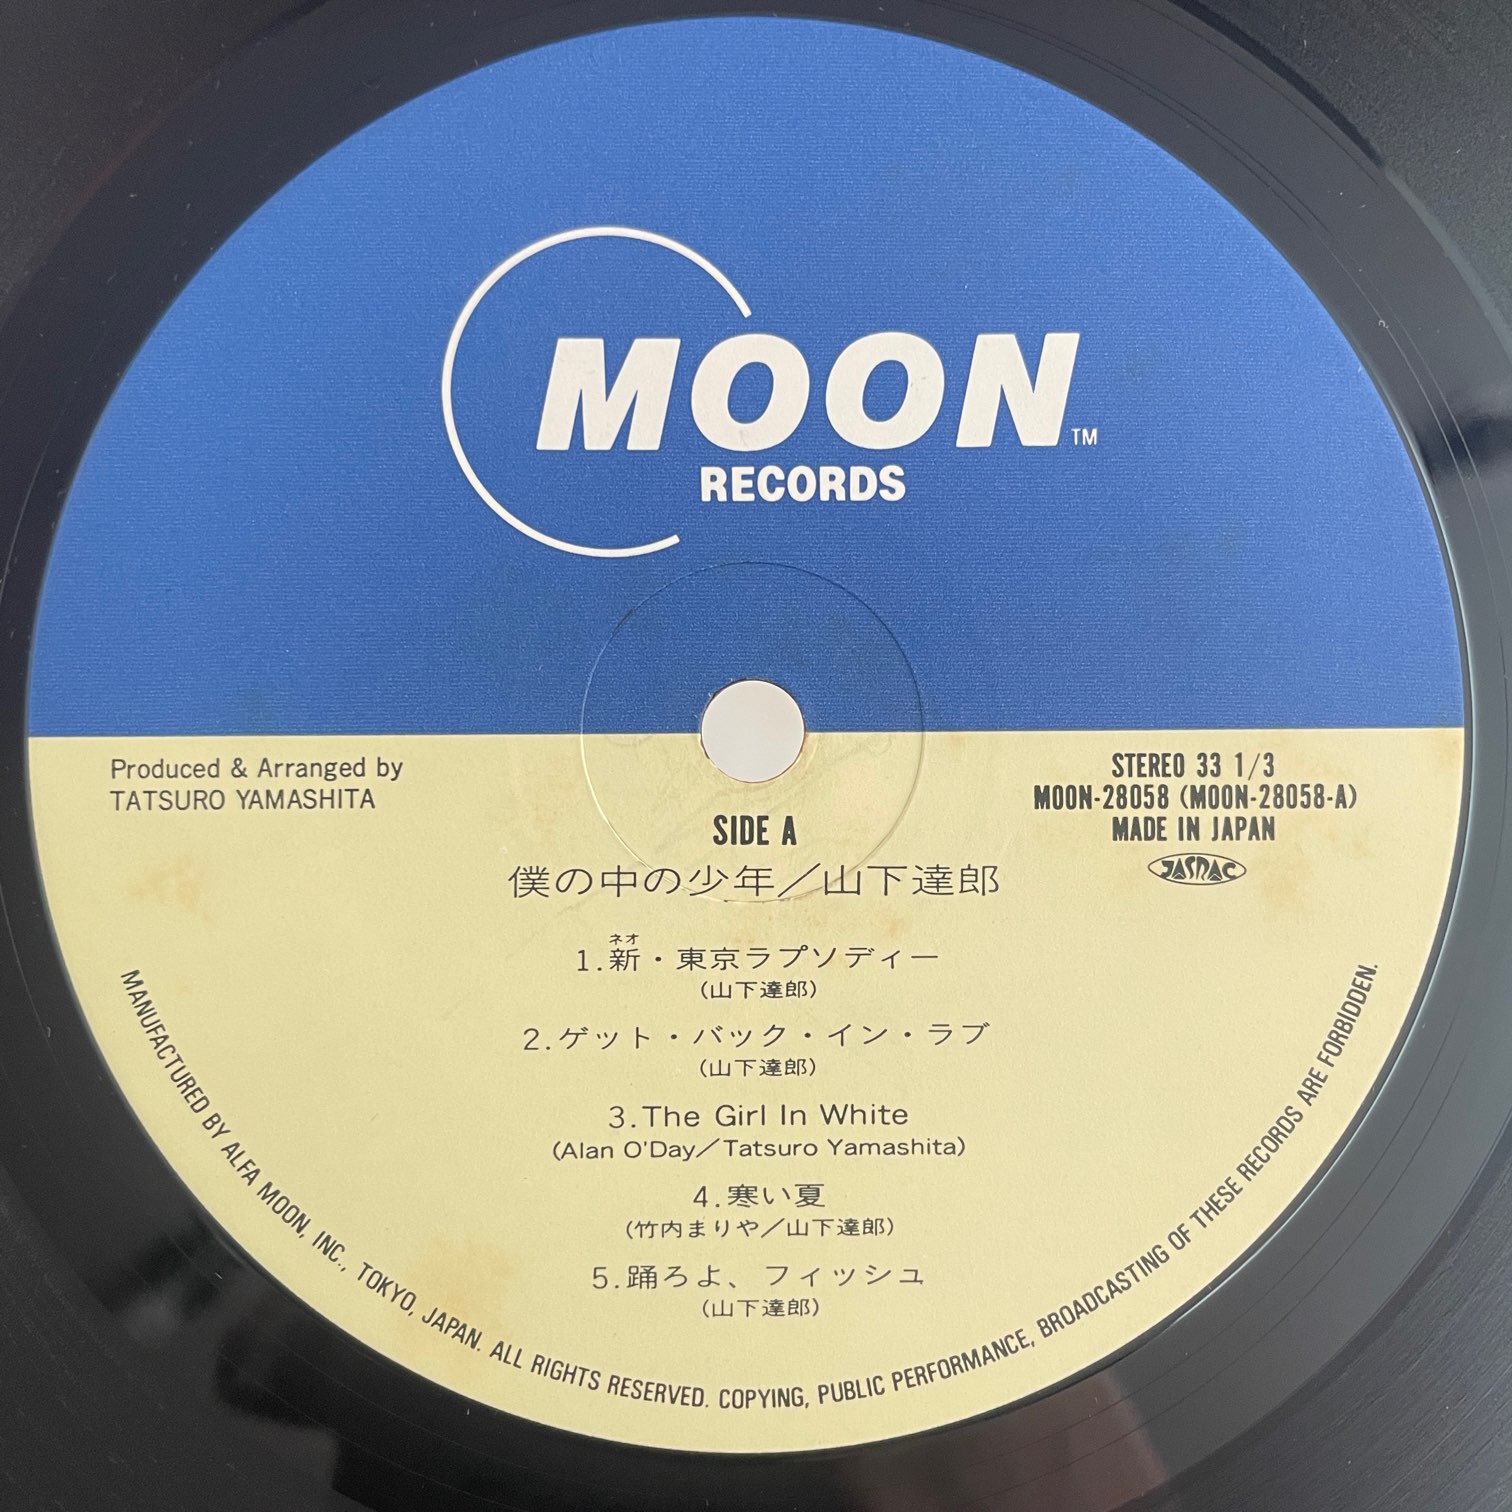 MOON TM
RECORDS
Produced & Arranged by
TATSURO YAMASHITA
STEREO 33 1/3
MOON-28058 (MOON-28058-A)
MADE IN JAPAN
JASRAC
SIDE A
僕の中の少年／山下達郎
ネオ
1.新・東京ラプソディー
(山下達郎)
2.ゲット・バック・イン・ラブ
(山下達郎)
3.The Girl In White
(Alan O'Day／Tatsuro Yamashita)
4.寒い夏
(竹内まりや／山下達郎)
5.踊ろよ、フィッシュ
(山下達郎)
MANUFACTURED BY ALFA MOON, INC., TOKYO, JAPAN. ALL RIGHTS RESERVED. COPYING, PUBLIC PERFORMANCE, BROADCASTING OF THESE RECORDS ARE FORBIDDEN.